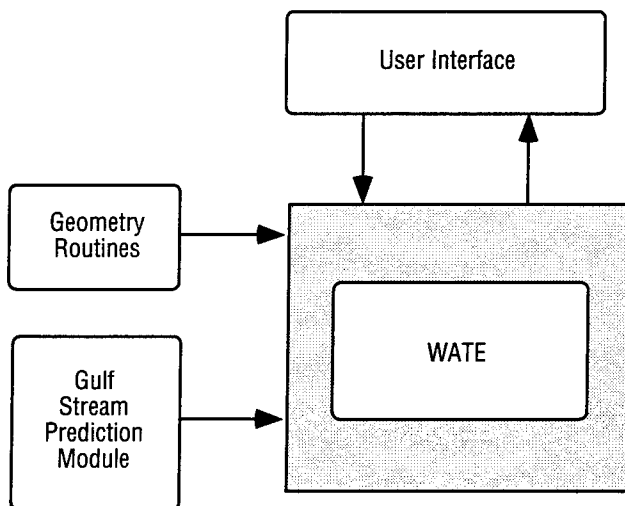 User Interface
Geometry
Routines
WATE
Gulf
Stream
Prediction
Module